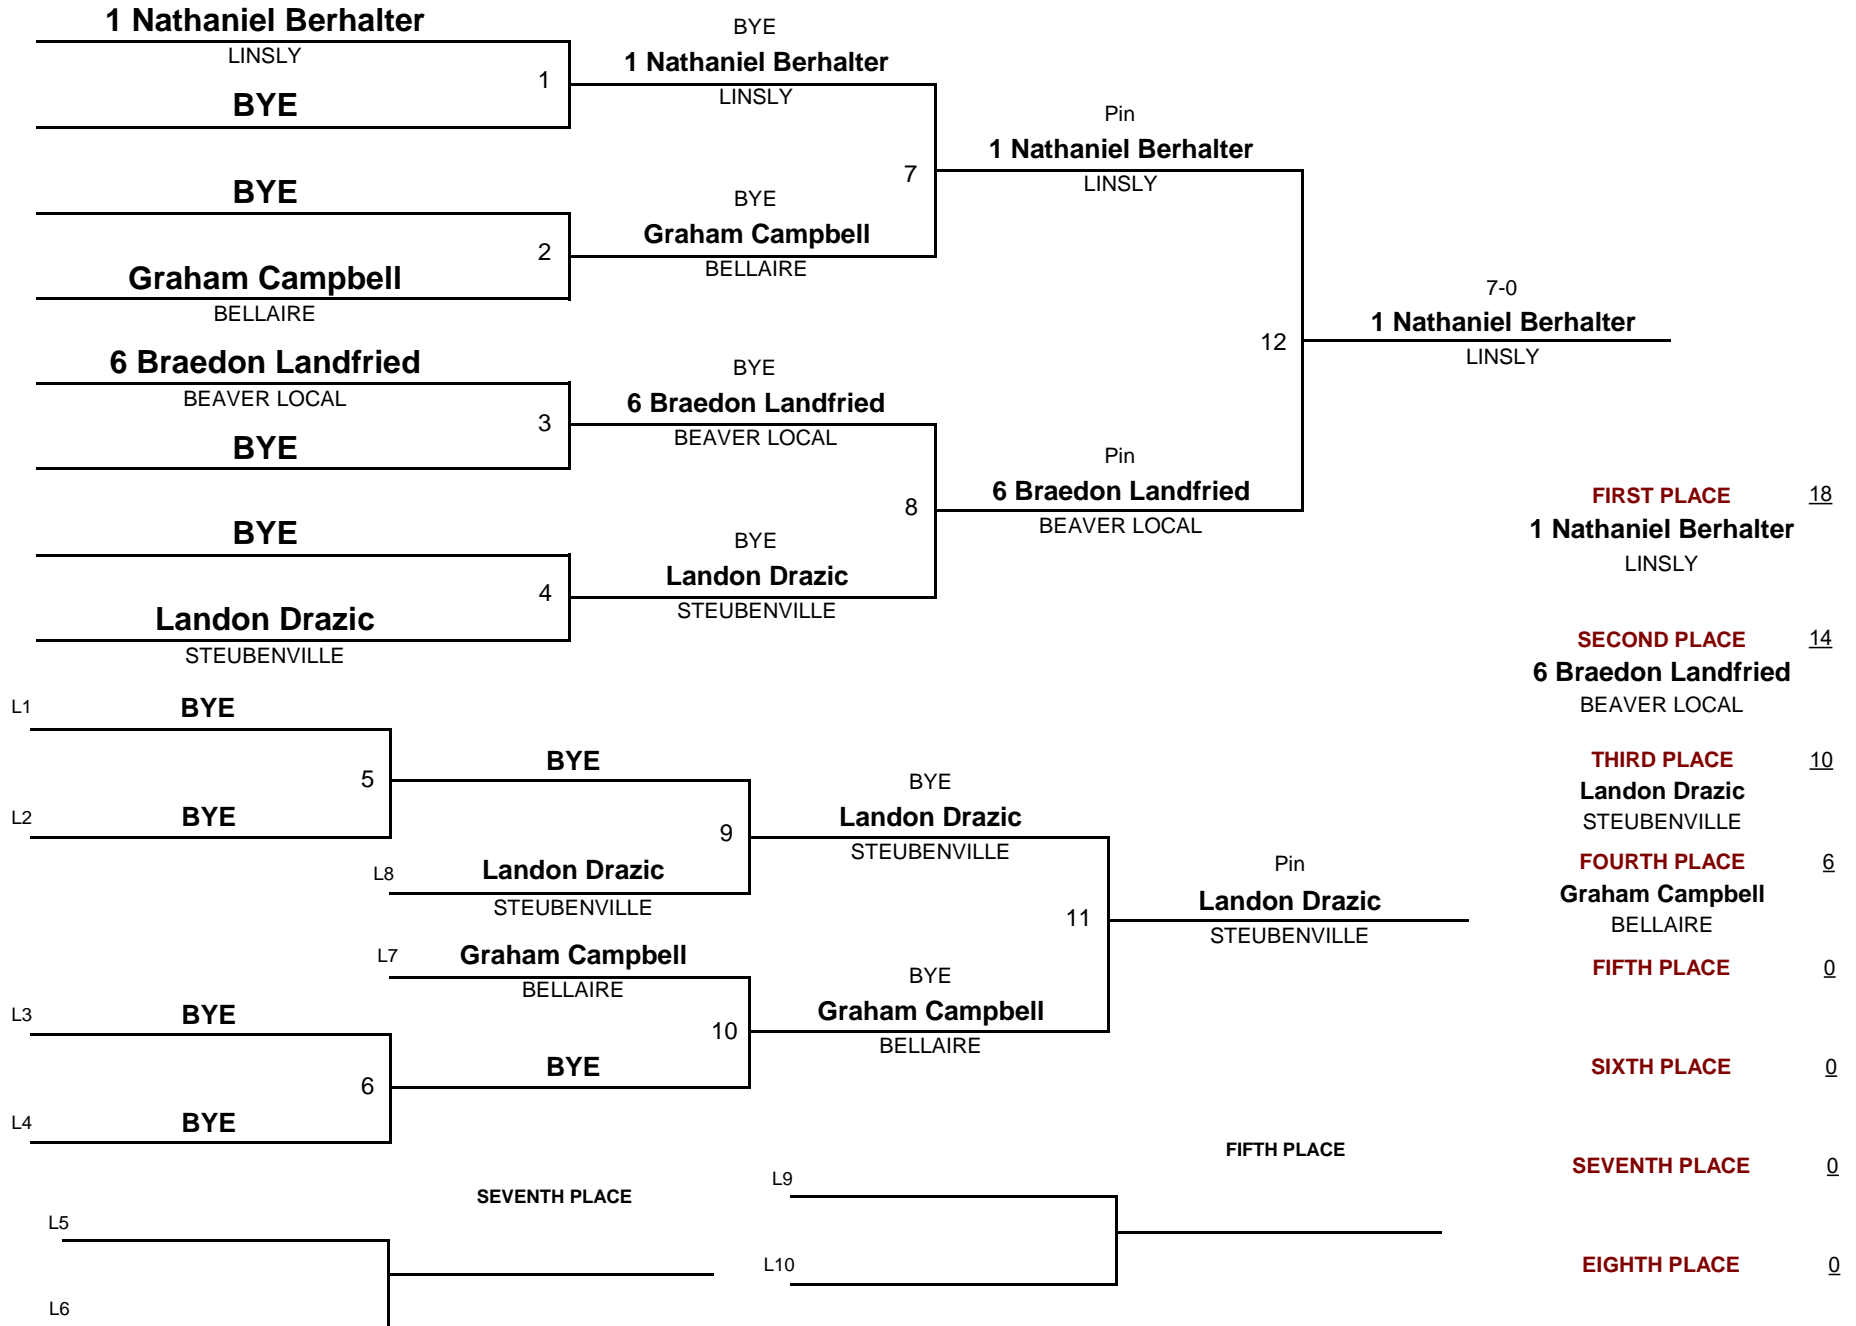 1 Nathaniel Berhalter
LINSLY
1
BYE
BYE
2
Graham Campbell
BELLAIRE
6 Braedon Landfried
BEAVER LOCAL
3
BYE
BYE
4
Landon Drazic
STEUBENVILLE
BYE
1 Nathaniel Berhalter
LINSLY
7
BYE
Graham Campbell
BELLAIRE
BYE
6 Braedon Landfried
BEAVER LOCAL
8
BYE
Landon Drazic
STEUBENVILLE
Pin
1 Nathaniel Berhalter
LINSLY
12
Pin
6 Braedon Landfried
BEAVER LOCAL
7-0
1 Nathaniel Berhalter
LINSLY
L1 BYE
5
L2 BYE
L3 BYE
6
L4 BYE
BYE
9
L8 Landon Drazic
STEUBENVILLE
L7 Graham Campbell
BELLAIRE
10
BYE
BYE
Landon Drazic
STEUBENVILLE
11
BYE
Graham Campbell
BELLAIRE
Pin
Landon Drazic
STEUBENVILLE
SEVENTH PLACE
L5
L6
FIFTH PLACE
L9
L10
FIRST PLACE 18
1 Nathaniel Berhalter
LINSLY
SECOND PLACE 14
6 Braedon Landfried
BEAVER LOCAL
THIRD PLACE 10
Landon Drazic
STEUBENVILLE
FOURTH PLACE 6
Graham Campbell
BELLAIRE
FIFTH PLACE 0
SIXTH PLACE 0
SEVENTH PLACE 0
EIGHTH PLACE 0